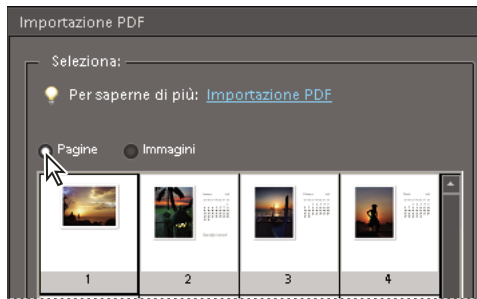 Importazione PDF
Seleziona:
Per saperne di più: Importazione PDF
Pagine Immagini
1 2 3 4